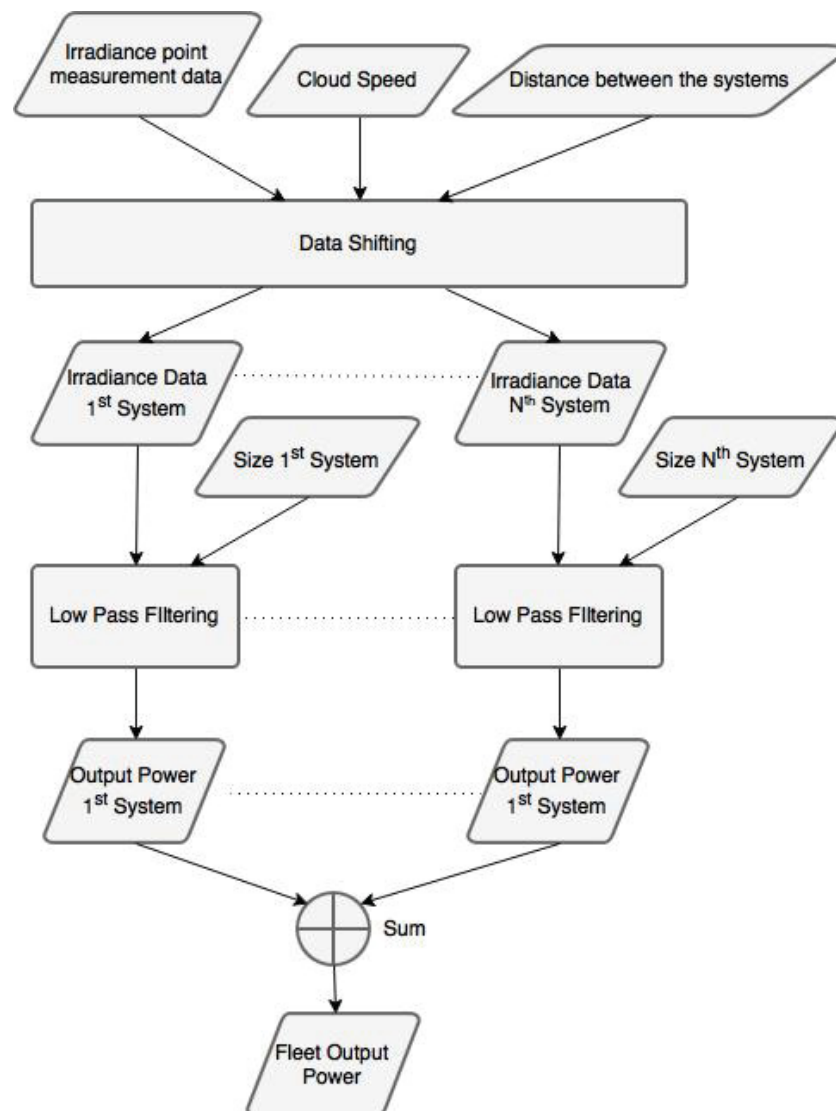 Irradiance point
measurement data
Cloud Speed
Distance between the systems
Data Shifting
Irradiance Data
1st System
Irradiance Data
Nth System
Size 1st System
Size Nth System
Low Pass FIltering
Low Pass FIltering
Output Power
1st System
Output Power
1st System
Sum
Fleet Output
Power